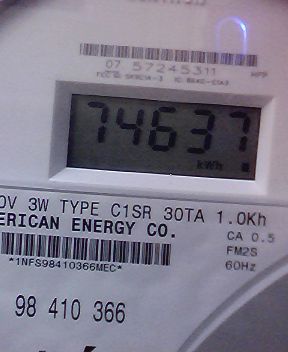 07 57245311
74637
kWh
0V 3W TYPE C1SR 30TA 1.0Kh
ERICAN ENERGY CO.
CA 0.5
FM2S
*1NFS98410366MEC*
60Hz
98 410 366